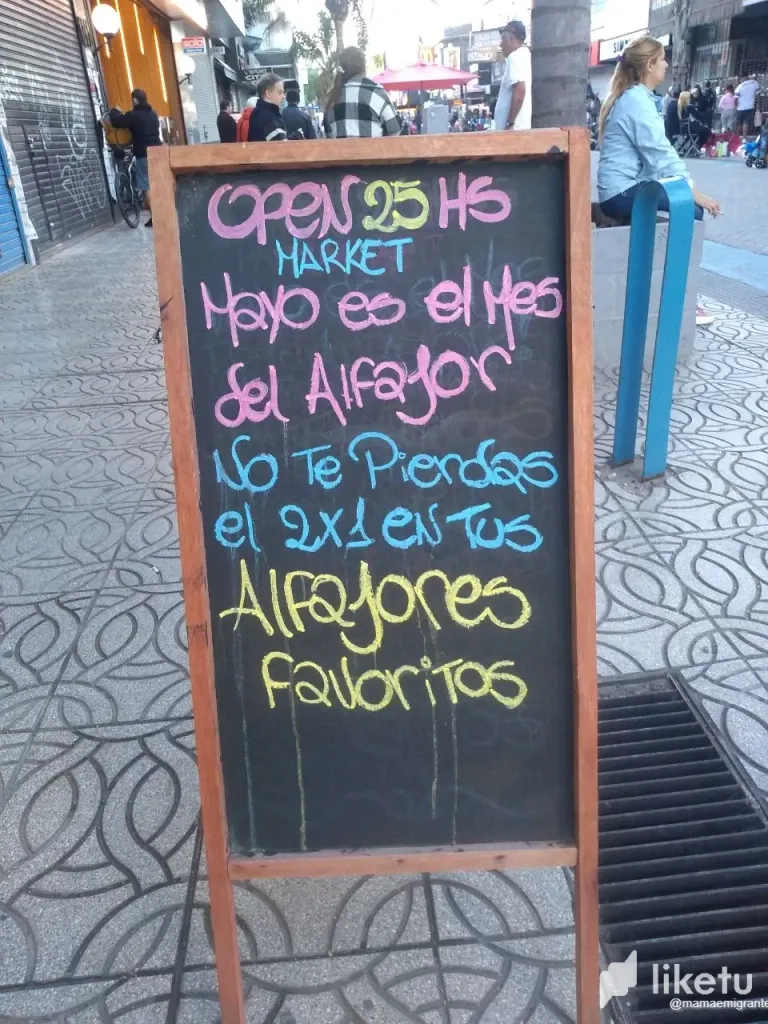 OPEN 25 HS
MARKET
Mayo es el Mes
del Alfajor
No Te Pierdas
el 2x1 en Tus
Alfajores
Favoritos
liketu
@mamaemigrante